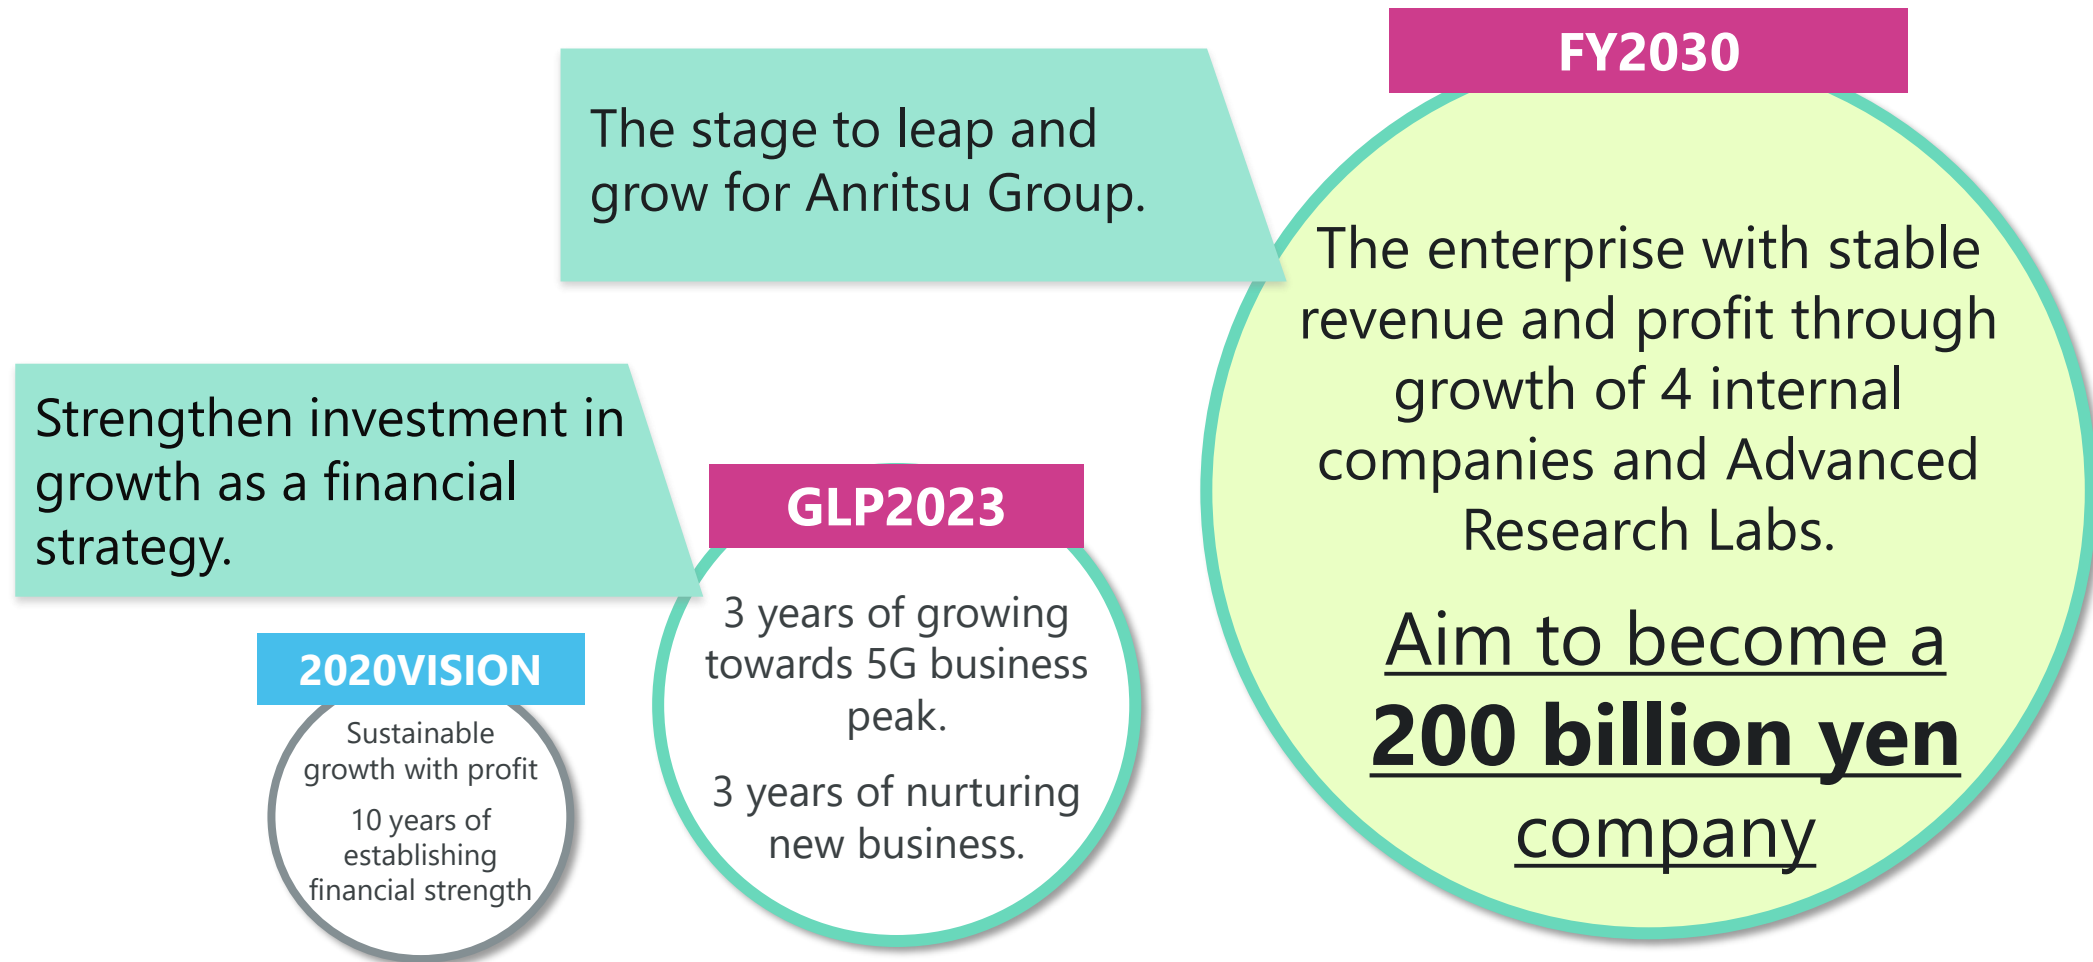 FY2030
The stage to leap and
grow for Anritsu Group.
The enterprise with stable
revenue and profit through
growth of 4 internal
companies and Advanced
Research Labs.
Aim to become a
200 billion yen
company
Strengthen investment in
growth as a financial
strategy.
GLP2023
3 years of growing
towards 5G business
peak.
3 years of nurturing
new business.
2020VISION
Sustainable
growth with profit
10 years of
establishing
financial strength